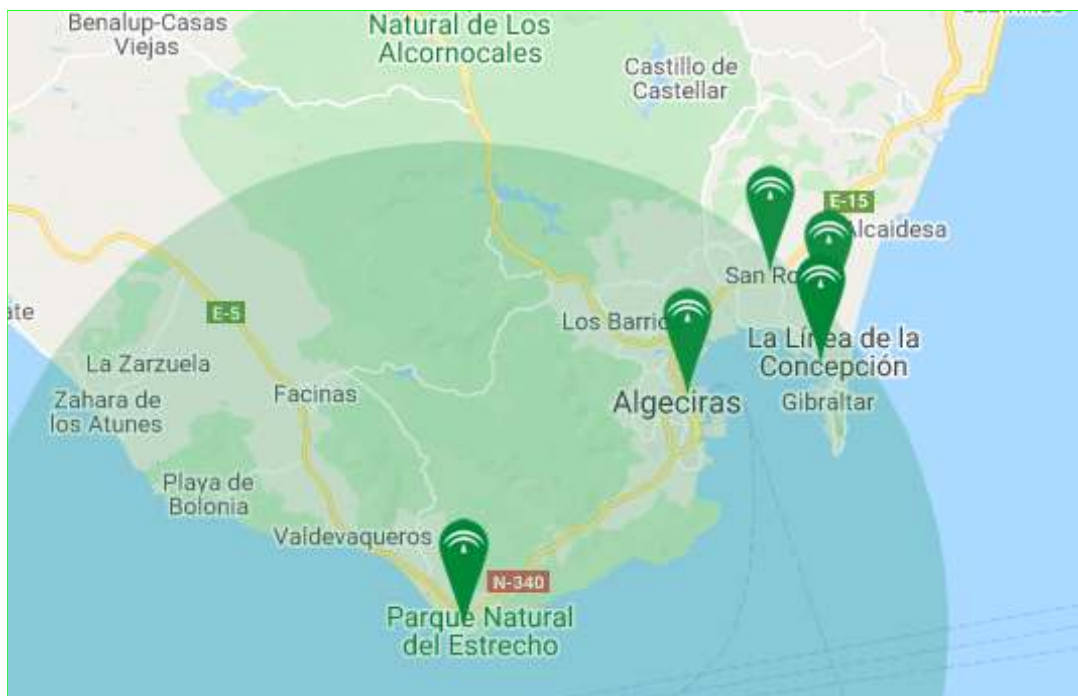 Benalup-Casas
Viejas
Natural de Los
Alcornocales
Castillo de
Castellar
E-15
Alcaidesa
San Ro
E-5
Los Barrio
La Línea de la
Concepción
La Zarzuela
Facinas
Algeciras
Gibraltar
Zahara de
los Atunes
Playa de
Bolonia
Valdevaqueros
N-340
Parque Natural
del Estrecho